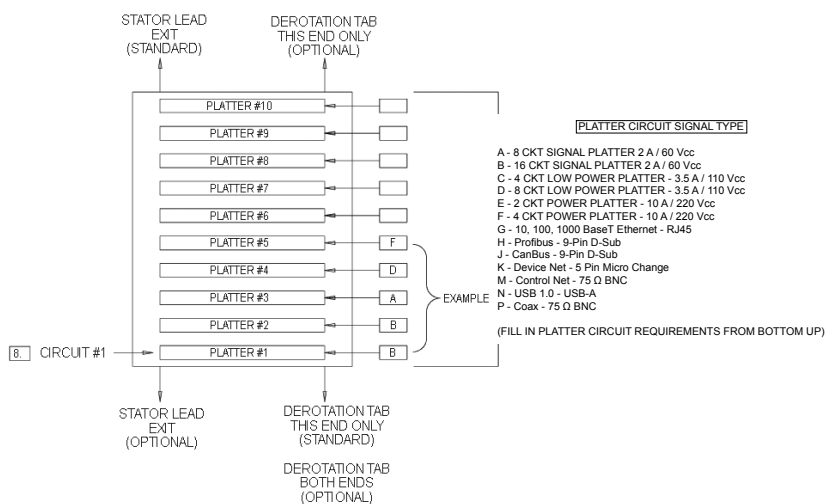 STATOR LEAD
EXIT
(STANDARD)
DEROTATION TAB
THIS END ONLY
(OPTIONAL)
PLATTER #10
PLATTER #9
PLATTER #8
PLATTER #7
PLATTER #6
PLATTER #5
F
PLATTER #4
D
PLATTER #3
A
EXAMPLE
PLATTER #2
B
8. CIRCUIT #1
PLATTER #1
B
STATOR LEAD
EXIT
(OPTIONAL)
DEROTATION TAB
THIS END ONLY
(STANDARD)
DEROTATION TAB
BOTH ENDS
(OPTIONAL)
PLATTER CIRCUIT SIGNAL TYPE
A - 8 CKT SIGNAL PLATTER 2 A / 60 Vcc
B - 16 CKT SIGNAL PLATTER 2 A / 60 Vcc
C - 4 CKT LOW POWER PLATTER - 3.5 A / 110 Vcc
D - 8 CKT LOW POWER PLATTER - 3.5 A / 110 Vcc
E - 2 CKT POWER PLATTER - 10 A / 220 Vcc
F - 4 CKT POWER PLATTER - 10 A / 220 Vcc
G - 10, 100, 1000 BaseT Ethernet - RJ45
H - Profibus - 9-Pin D-Sub
J - CanBus - 9-Pin D-Sub
K - Device Net - 5 Pin Micro Change
M - Control Net - 75 Ω BNC
N - USB 1.0 - USB-A
P - Coax - 75 Ω BNC
(FILL IN PLATTER CIRCUIT REQUIREMENTS FROM BOTTOM UP)